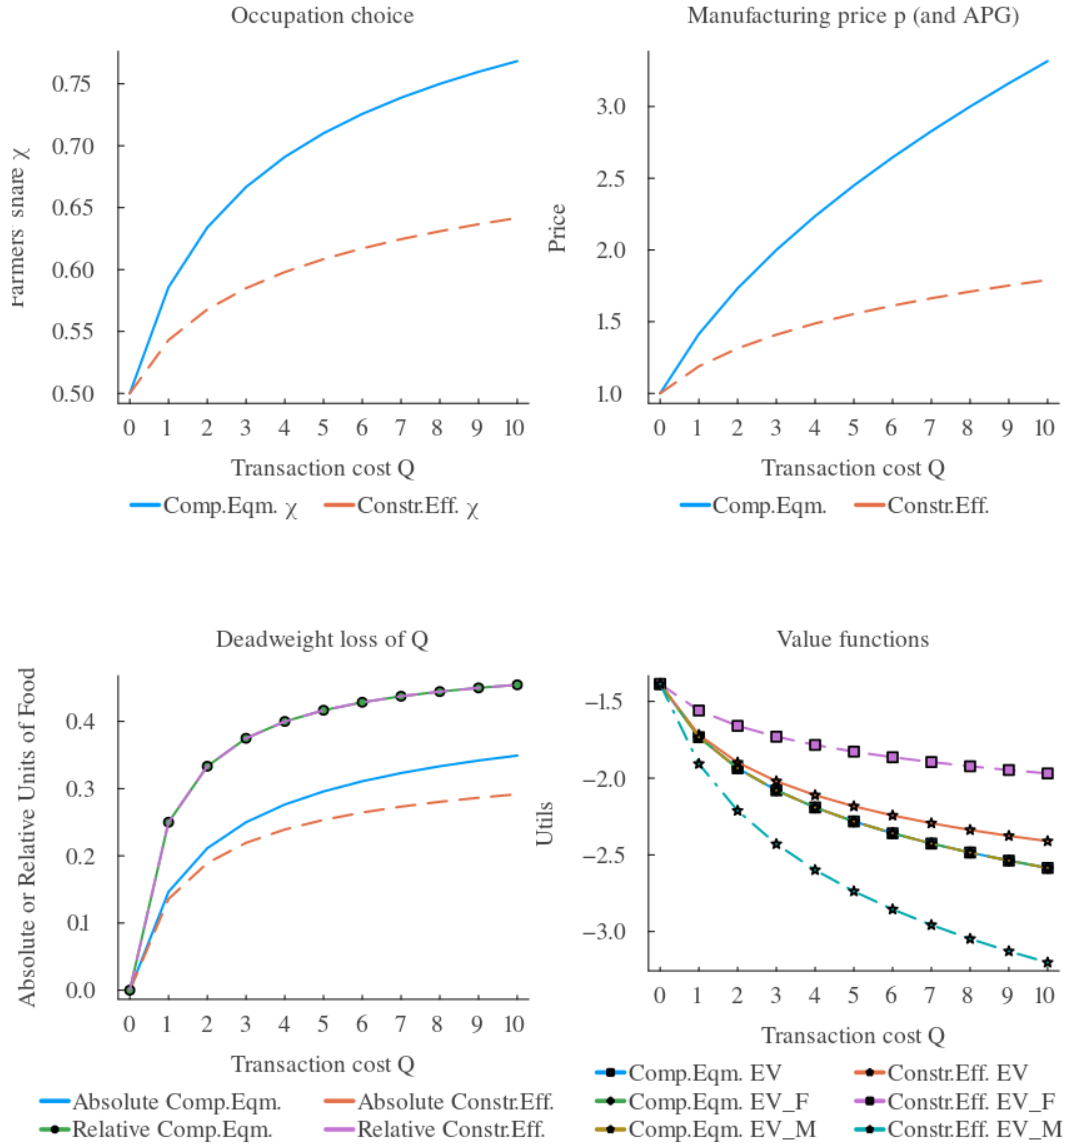 Occupation choice
Farmers' share χ
0.75
0.70
0.65
0.60
0.55
0.50
0 1 2 3 4 5 6 7 8 9 10
Transaction cost Q
Comp.Eqm. χ Constr.Eff. χ
Manufacturing price p (and APG)
Price
3.0
2.5
2.0
1.5
1.0
0 1 2 3 4 5 6 7 8 9 10
Transaction cost Q
Comp.Eqm. Constr.Eff.
Deadweight loss of Q
Absolute or Relative Units of Food
0.4
0.3
0.2
0.1
0.0
0 1 2 3 4 5 6 7 8 9 10
Transaction cost Q
Absolute Comp.Eqm. Absolute Constr.Eff.
Relative Comp.Eqm. Relative Constr.Eff.
Value functions
Utils
−1.5
−2.0
−2.5
−3.0
0 1 2 3 4 5 6 7 8 9 10
Transaction cost Q
Comp.Eqm. EV Constr.Eff. EV
Comp.Eqm. EV_F Constr.Eff. EV_F
Comp.Eqm. EV_M Constr.Eff. EV_M